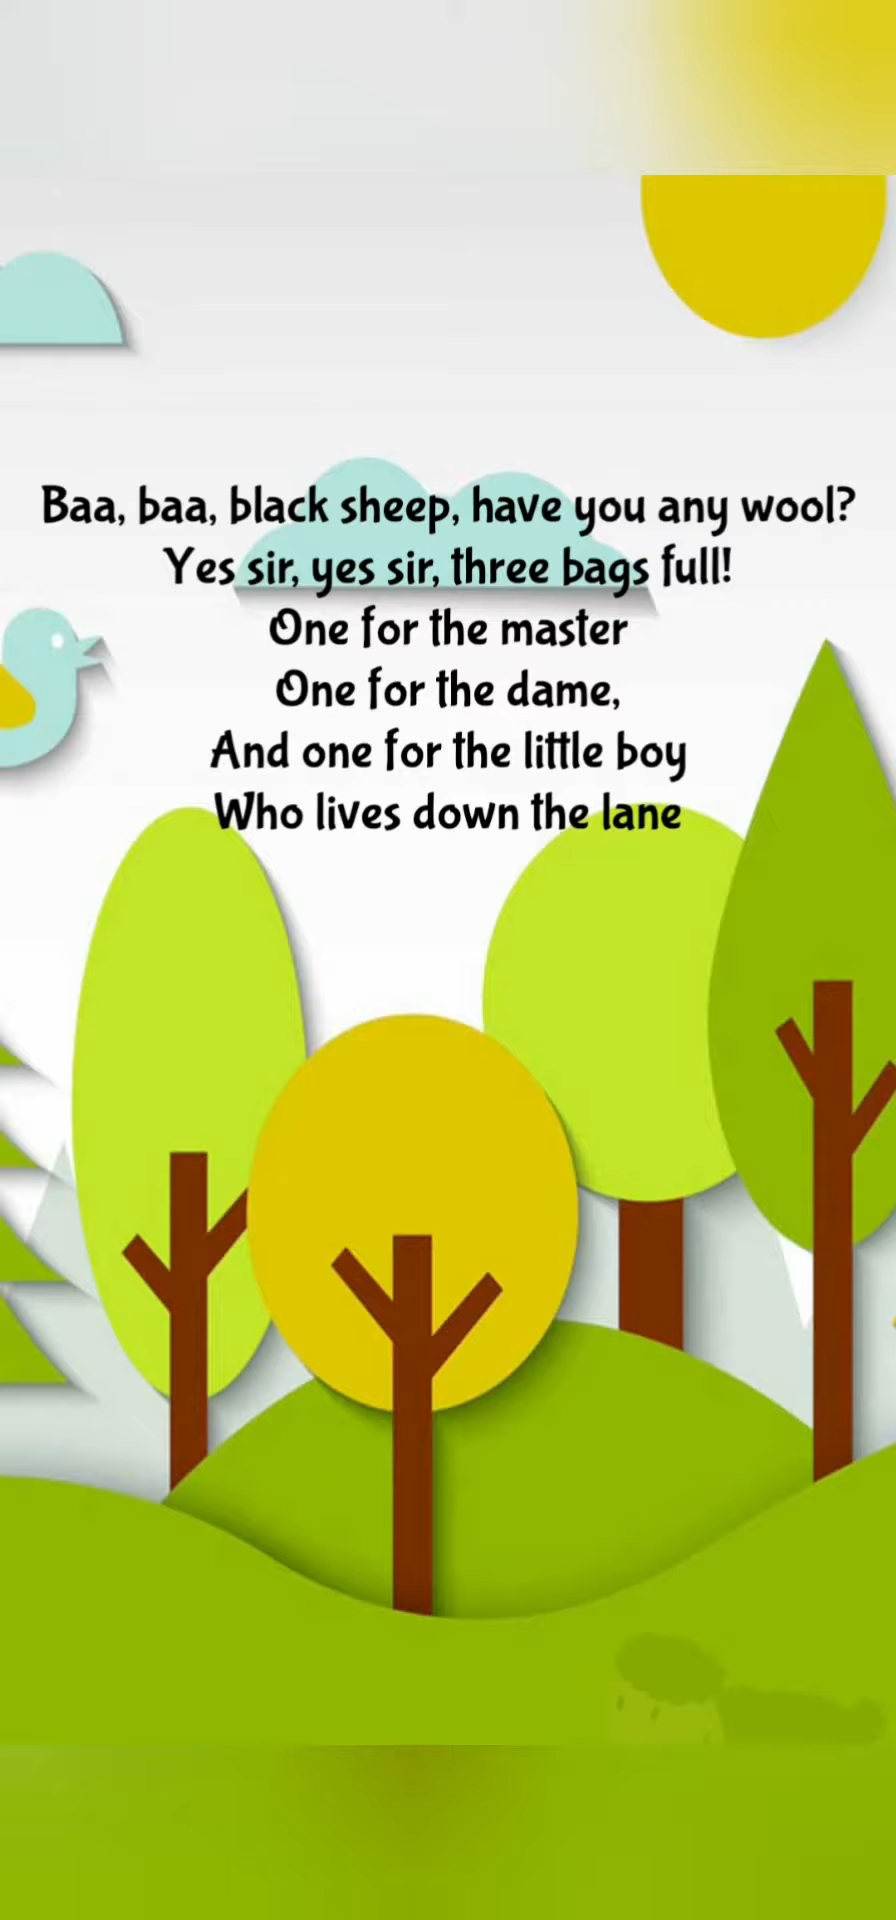 Baa, baa, black sheep, have you any wool?
Yes sir, yes sir, three bags full!
One for the master
One for the dame,
And one for the little boy
Who lives down the lane